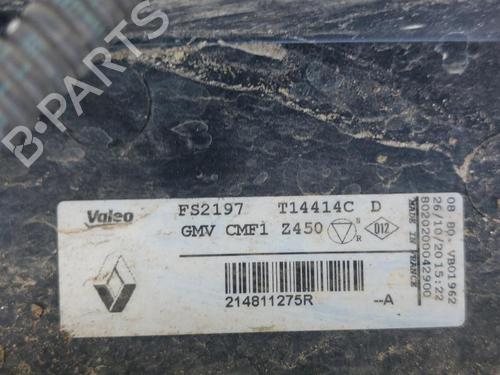 B-PARTS
Valeo
FS2197 T14414C D
GMV CMF1 Z450 S R D12
214811275R --A
08 80. VB01962
26/10/2015:22
8020200042900
MADE IN FRANCE